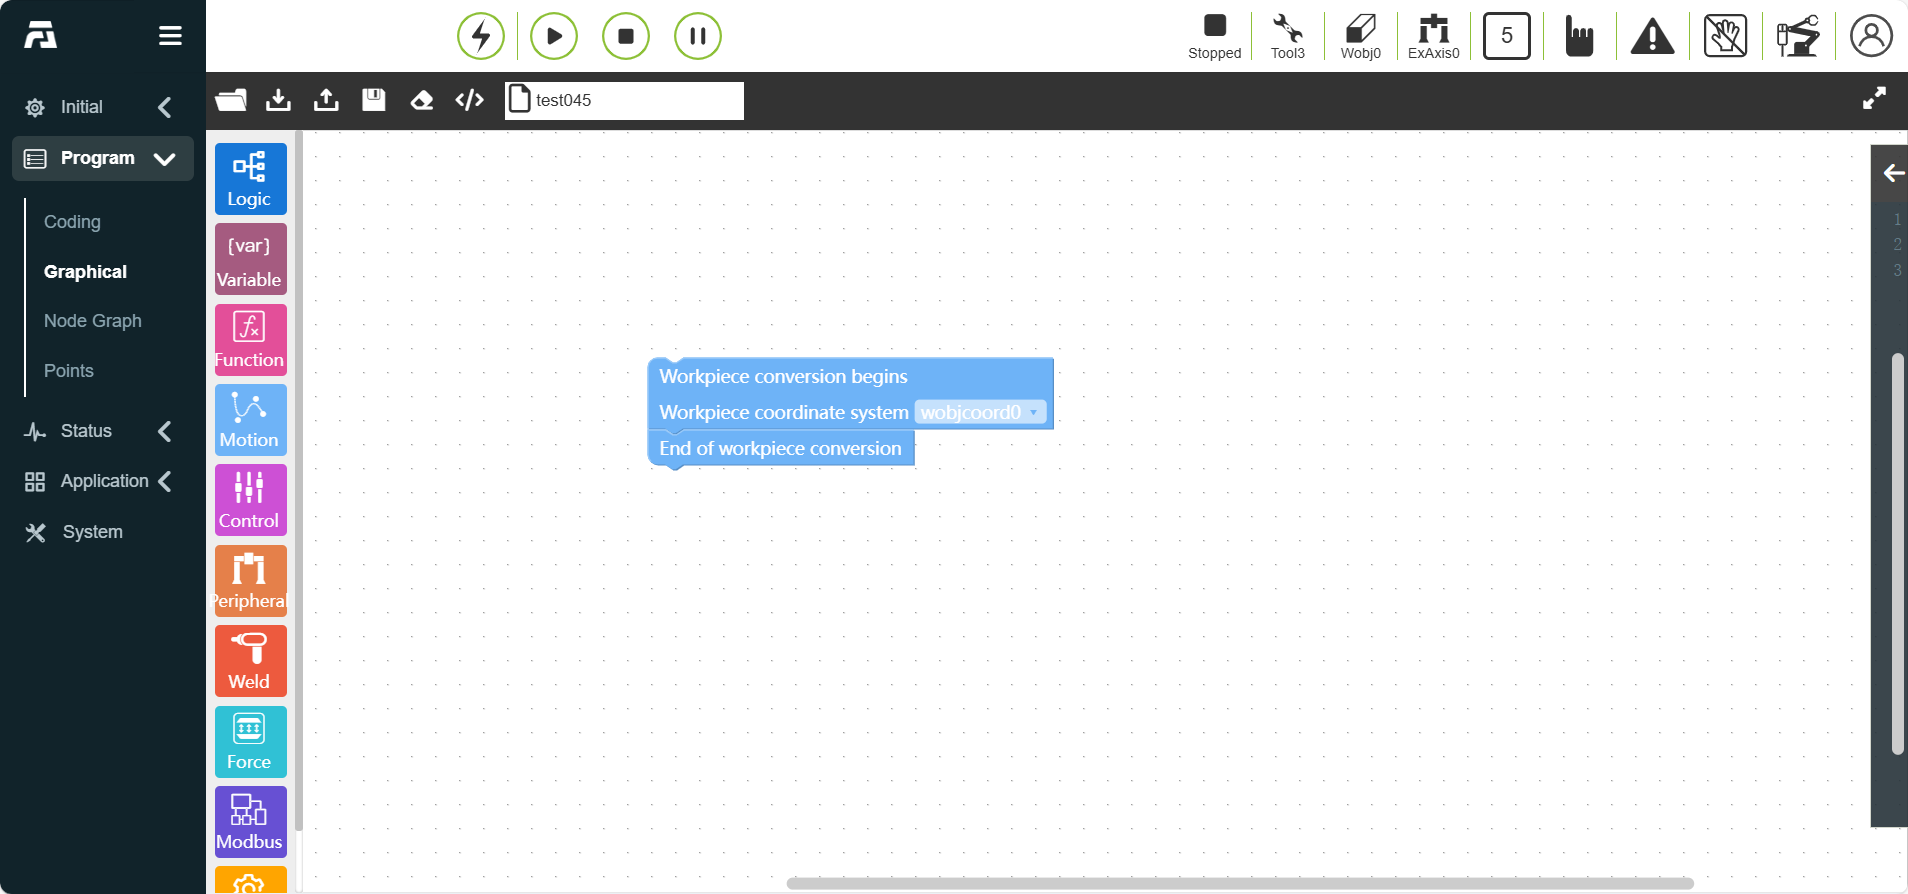 Stopped
Tool3
Wobj0
ExAxis0
5
Initial
Program
Coding
Graphical
Node Graph
Points
Status
Application
System
</>
test045
Logic
[var]
Variable
fx
Function
Motion
Control
Peripheral
Weld
Force
Modbus
Workpiece conversion begins
Workpiece coordinate system wobjcoord0
End of workpiece conversion
1
2
3